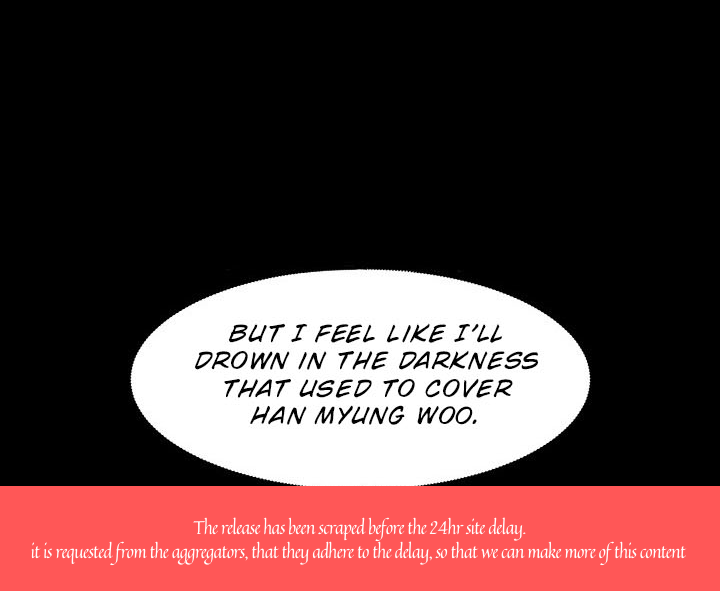 BUT I FEEL LIKE I'LL
DROWN IN THE DARKNESS
THAT USED TO COVER
HAN MYUNG WOO.
The release has been scraped before the 24hr site delay.
it is requested from the aggregators, that they adhere to the delay, so that we can make more of this content